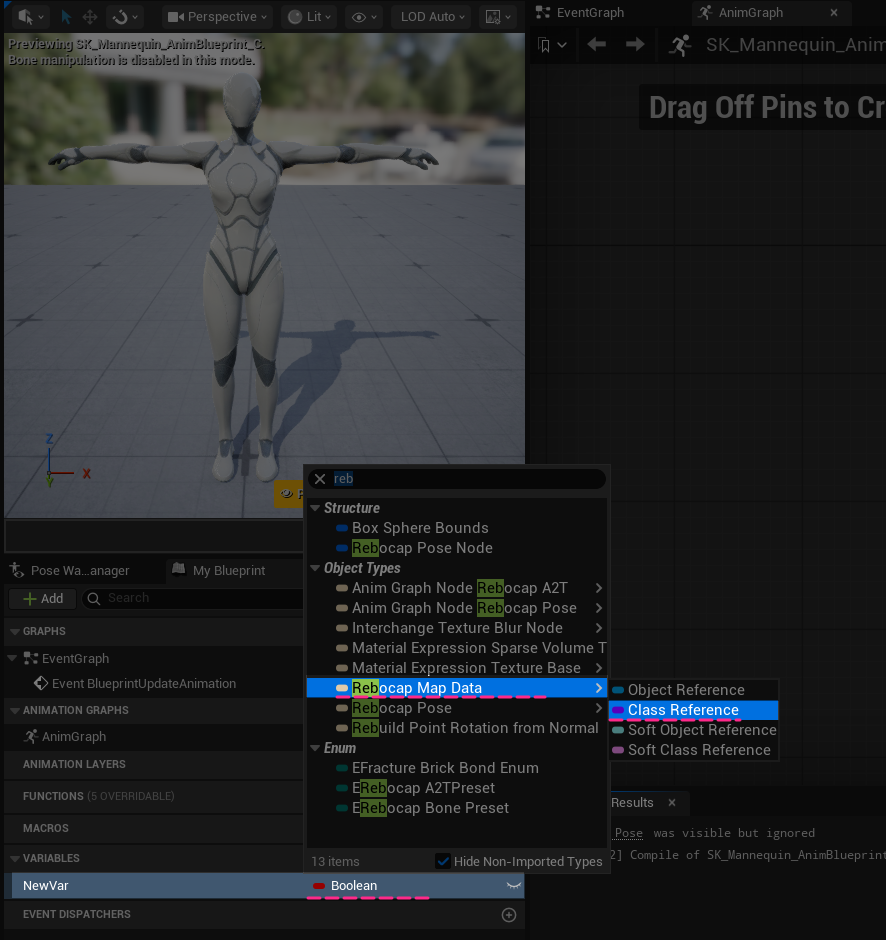 Perspective
Lit
LOD Auto
EventGraph
AnimGraph
SK_Mannequin_Anim
Previewing SK_Mannequin_AnimBlueprint_C.
Bone manipulation is disabled in this mode.
Drag Off Pins to Cr
Z
X
Y
reb
Structure
Box Sphere Bounds
Rebocap Pose Node
Object Types
Anim Graph Node Rebocap A2T
Anim Graph Node Rebocap Pose
Interchange Texture Blur Node
Material Expression Sparse Volume T
Material Expression Texture Base
Rebocap Map Data
Rebocap Pose
Rebuild Point Rotation from Normal
Enum
EFracture Brick Bond Enum
ERebocap A2TPreset
ERebocap Bone Preset
13 items
Hide Non-Imported Types
Object Reference
Class Reference
Soft Object Reference
Soft Class Reference
Pose Wa...anager
My Blueprint
Add
Search
GRAPHS
EventGraph
Event BlueprintUpdateAnimation
ANIMATION GRAPHS
AnimGraph
ANIMATION LAYERS
FUNCTIONS (5 OVERRIDABLE)
MACROS
VARIABLES
NewVar
Boolean
EVENT DISPATCHERS
Results
Pose was visible but ignored
2] Compile of SK_Mannequin_AnimBlueprint